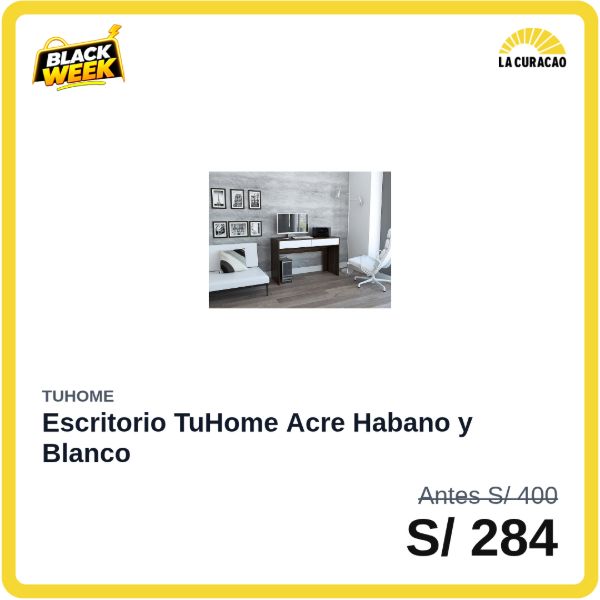 BLACK
WEEK
LA CURACAO
TUHOME
Escritorio TuHome Acre Habano y
Blanco
Antes S/ 400
S/ 284